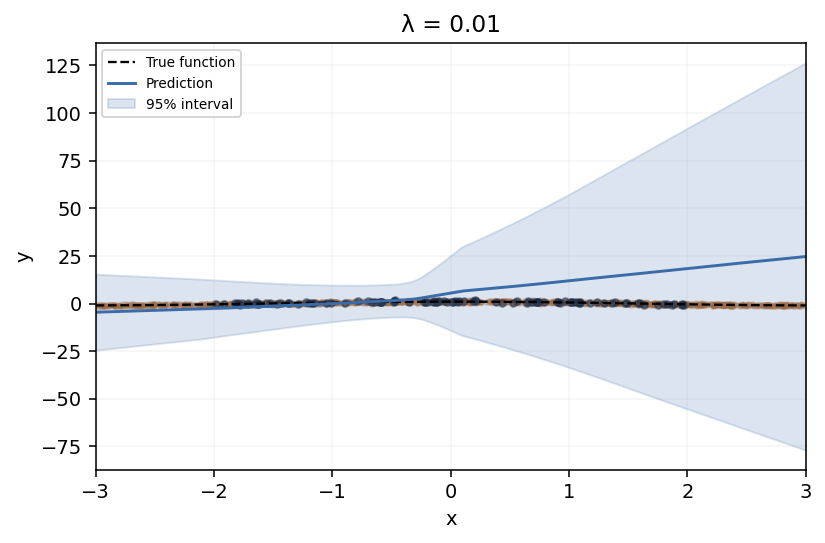 λ = 0.01
True function
Prediction
95% interval
125
100
75
50
25
0
−25
−50
−75
y
−3 −2 −1 0 1 2 3
x